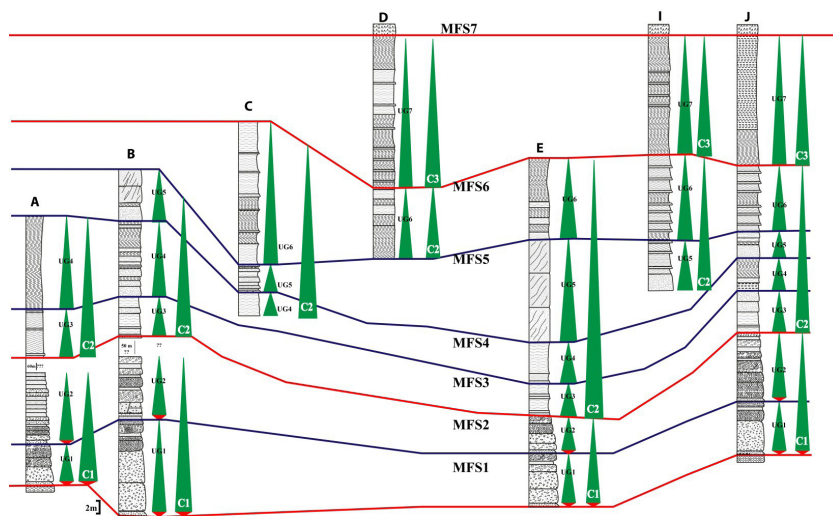 D
I
J
MFS7
C
UG7
UG7
C3
UG7
C3
B
E
A
UG5
C3
MFS6
UG6
UG6
UG6
UG6
C2
UG4
UG4
MFS5
UG5
UG5
UG5
UG5
C2
UG4
UG4
UG3
UG3
C2
MFS4
C2
UG3
C2
C2
50 m
??
??
UG4
MFS3
UG3
C2
MFS2
UG2
UG2
UG2
UG2
MFS1
UG1
UG1
UG1
UG1
C1
C1
C1
C1
2m